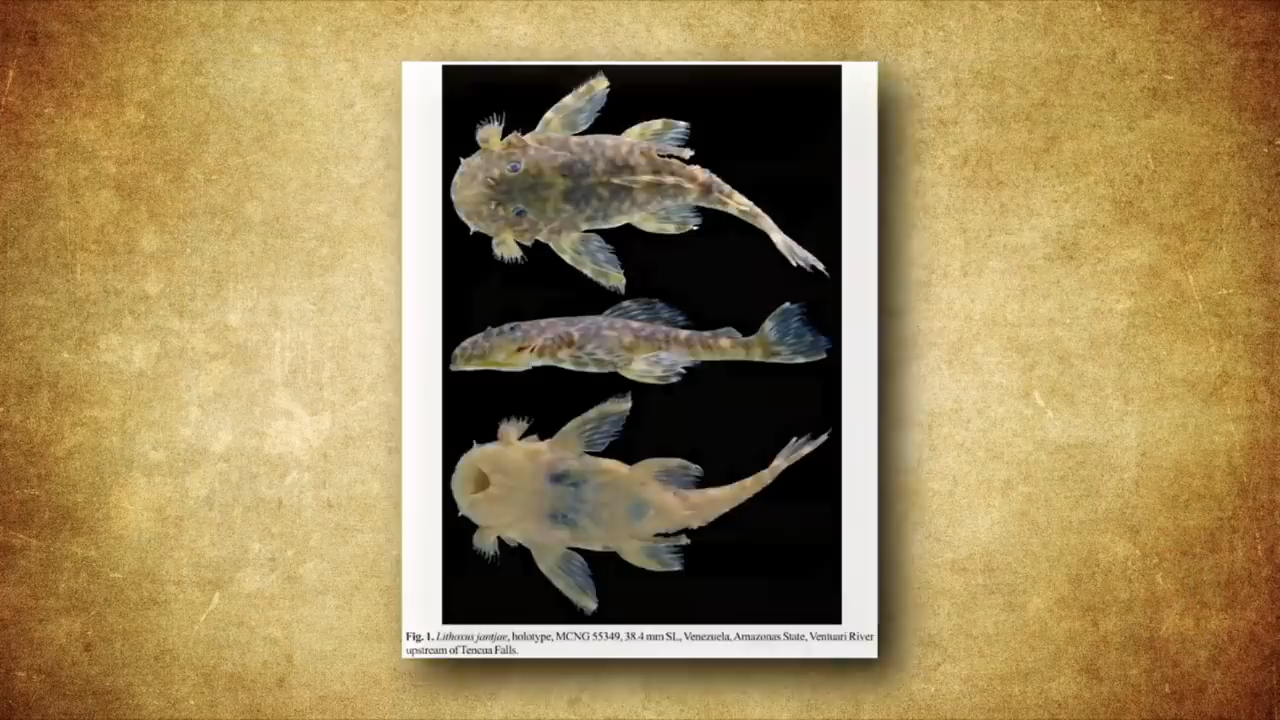 Fig. 1. Lithoxus jantjae, holotype, MCNG 55349, 38.4 mm SL, Venezuela, Amazonas State, Ventuari River
upstream of Tencua Falls.